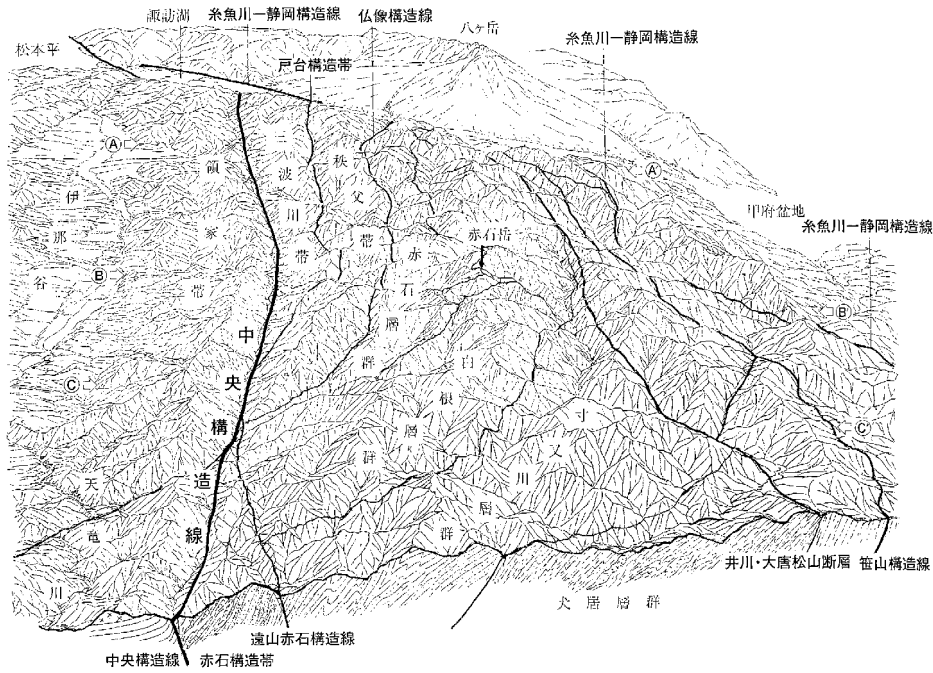 諏訪湖
糸魚川ー静岡構造線
仏像構造線
八ヶ岳
糸魚川ー静岡構造線
松本平
戸台構造帯
Ⓐ
Ⓐ'
伊那谷
領家帯
三波川帯
秩父帯
赤石層群
赤石岳
甲府盆地
糸魚川ー静岡構造線
Ⓑ
Ⓑ'
Ⓒ
Ⓒ'
中央構造線
白根層群
寸又川層群
天竜川
井川・大唐松山断層
笹山構造線
犬居層群
遠山赤石構造線
中央構造線
赤石構造帯